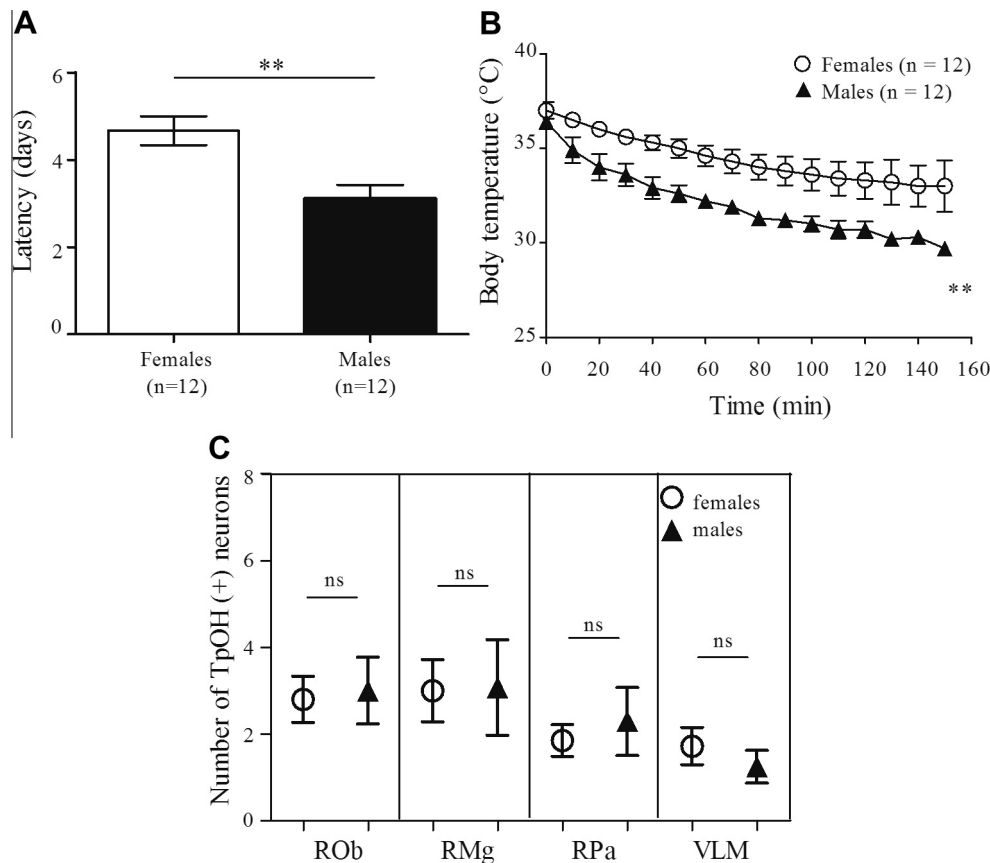 A
6
4
2
0
Latency (days)
**
Females
(n=12)
Males
(n=12)
B
40
35
30
25
Body temperature (°C)
Females (n = 12)
Males (n = 12)
**
0 20 40 60 80 100 120 140 160
Time (min)
C
8
6
4
2
0
Number of TpOH (+) neurons
females
males
ns
ns
ns
ns
ROb RMg RPa VLM